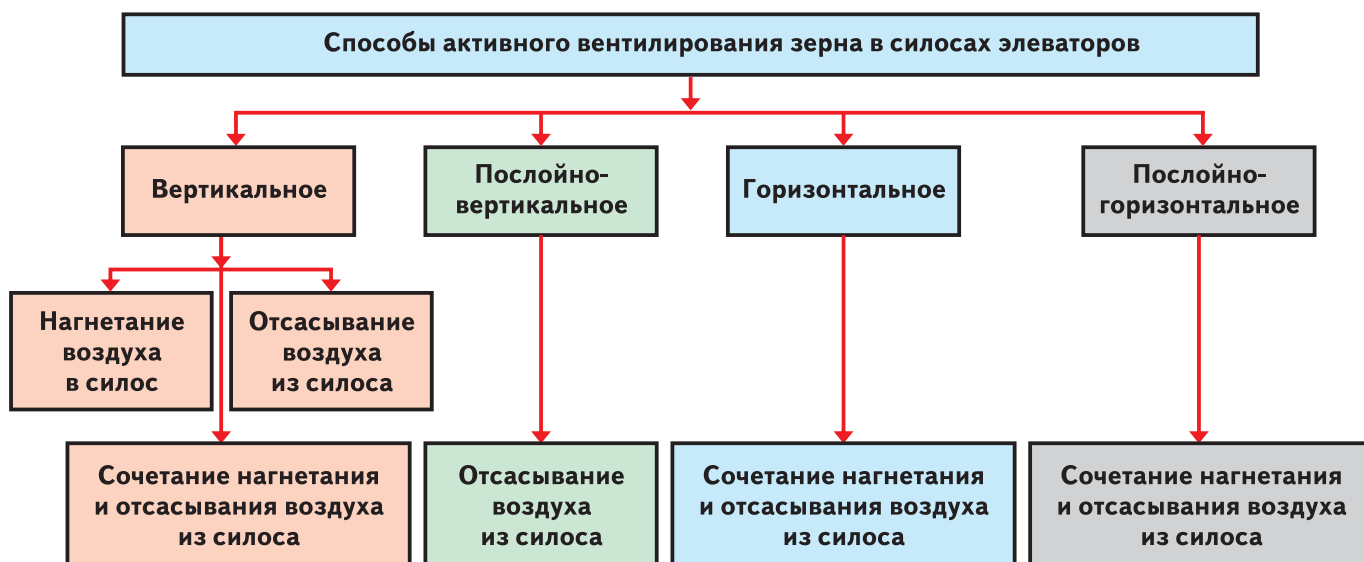 Способы активного вентилирования зерна в силосах элеваторов
Вертикальное
Послойно-
вертикальное
Горизонтальное
Послойно-
горизонтальное
Нагнетание
воздуха
в силос
Отсасывание
воздуха
из силоса
Сочетание нагнетания
и отсасывания воздуха
из силоса
Отсасывание
воздуха
из силоса
Сочетание нагнетания
и отсасывания воздуха
из силоса
Сочетание нагнетания
и отсасывания воздуха
из силоса